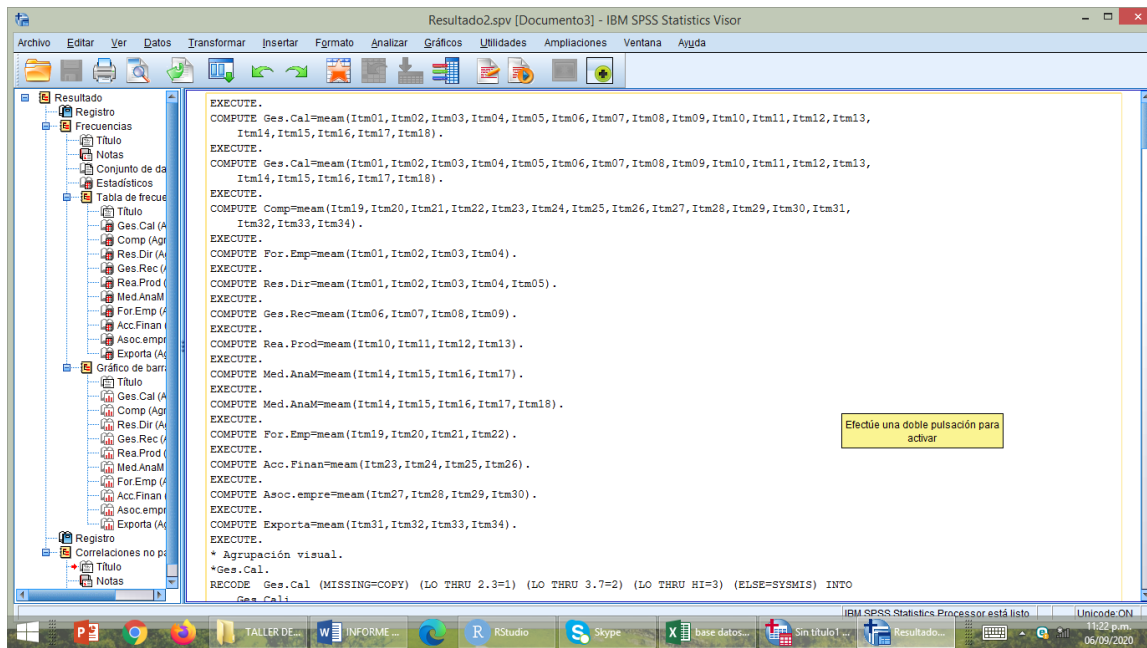 Resultado2.spv [Documento3] - IBM SPSS Statistics Visor
Archivo Editar Ver Datos Transformar Insertar Formato Analizar Gráficos Utilidades Ampliaciones Ventana Ayuda
Resultado
Registro
Frecuencias
Título
Notas
Conjunto de da
Estadísticos
Tabla de frecue
Título
Ges.Cal (A
Comp (Agr
Res.Dir (A
Ges.Rec (
Rea.Prod (
Med.AnaM
For.Emp (A
Acc.Finan
Asoc.empr
Exporta (Ag
Gráfico de barr
Título
Ges.Cal (A
Comp (Agr
Res.Dir (A
Ges.Rec (
Rea.Prod (
Med.AnaM
For.Emp (A
Acc.Finan
Asoc.empr
Exporta (Ag
Registro
Correlaciones no pa
Título
Notas
EXECUTE.
COMPUTE Ges.Cal=meam(Itm01,Itm02,Itm03,Itm04,Itm05,Itm06,Itm07,Itm08,Itm09,Itm10,Itm11,Itm12,Itm13,
Itm14,Itm15,Itm16,Itm17,Itm18).
EXECUTE.
COMPUTE Ges.Cal=meam(Itm01,Itm02,Itm03,Itm04,Itm05,Itm06,Itm07,Itm08,Itm09,Itm10,Itm11,Itm12,Itm13,
Itm14,Itm15,Itm16,Itm17,Itm18).
EXECUTE.
COMPUTE Comp=meam(Itm19,Itm20,Itm21,Itm22,Itm23,Itm24,Itm25,Itm26,Itm27,Itm28,Itm29,Itm30,Itm31,
Itm32,Itm33,Itm34).
EXECUTE.
COMPUTE For.Emp=meam(Itm01,Itm02,Itm03,Itm04).
EXECUTE.
COMPUTE Res.Dir=meam(Itm01,Itm02,Itm03,Itm04,Itm05).
EXECUTE.
COMPUTE Ges.Rec=meam(Itm06,Itm07,Itm08,Itm09).
EXECUTE.
COMPUTE Rea.Prod=meam(Itm10,Itm11,Itm12,Itm13).
EXECUTE.
COMPUTE Med.AnaM=meam(Itm14,Itm15,Itm16,Itm17).
EXECUTE.
COMPUTE Med.AnaM=meam(Itm14,Itm15,Itm16,Itm17,Itm18).
EXECUTE.
COMPUTE For.Emp=meam(Itm19,Itm20,Itm21,Itm22).
EXECUTE.
COMPUTE Acc.Finan=meam(Itm23,Itm24,Itm25,Itm26).
EXECUTE.
COMPUTE Asoc.empre=meam(Itm27,Itm28,Itm29,Itm30).
EXECUTE.
COMPUTE Exporta=meam(Itm31,Itm32,Itm33,Itm34).
EXECUTE.
* Agrupación visual.
*Ges.Cal.
RECODE Ges.Cal (MISSING=COPY) (LO THRU 2.3=1) (LO THRU 3.7=2) (LO THRU HI=3) (ELSE=SYSMIS) INTO
Ges.Cali
Efectúe una doble pulsación para
activar
IBM SPSS Statistics Processor está listo Unicode:ON
TALLER DE... INFORME ... RStudio Skype base datos... Sin título1 ... Resultado...
11:22 p.m.
06/09/2020